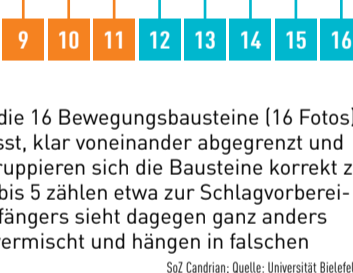 9 10 11 12 13 14 15 16
die 16 Bewegungsbausteine (16 Fotos)
sst, klar voneinander abgegrenzt und
ruppieren sich die Bausteine korrekt z
bis 5 zählen etwa zur Schlagvorberei-
fängers sieht dagegen ganz anders
vermischt und hängen in falschen
SoZ Candrian; Quelle: Universität Bielefel